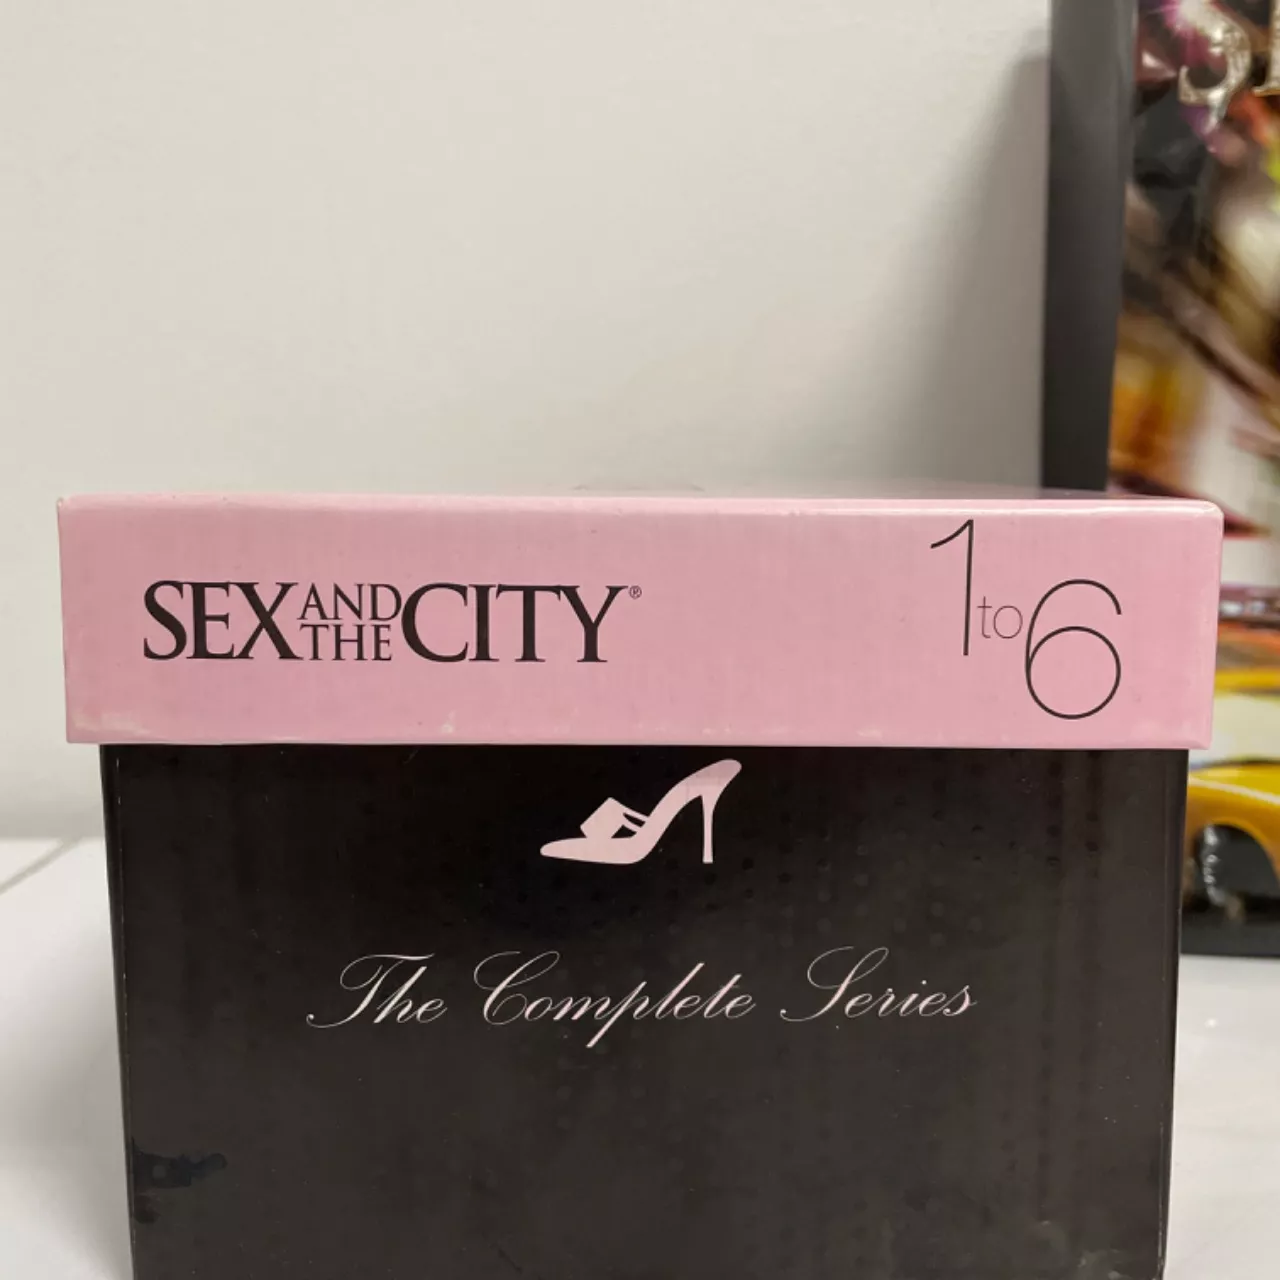 SEX AND THE CITY®
1 to 6
The Complete Series